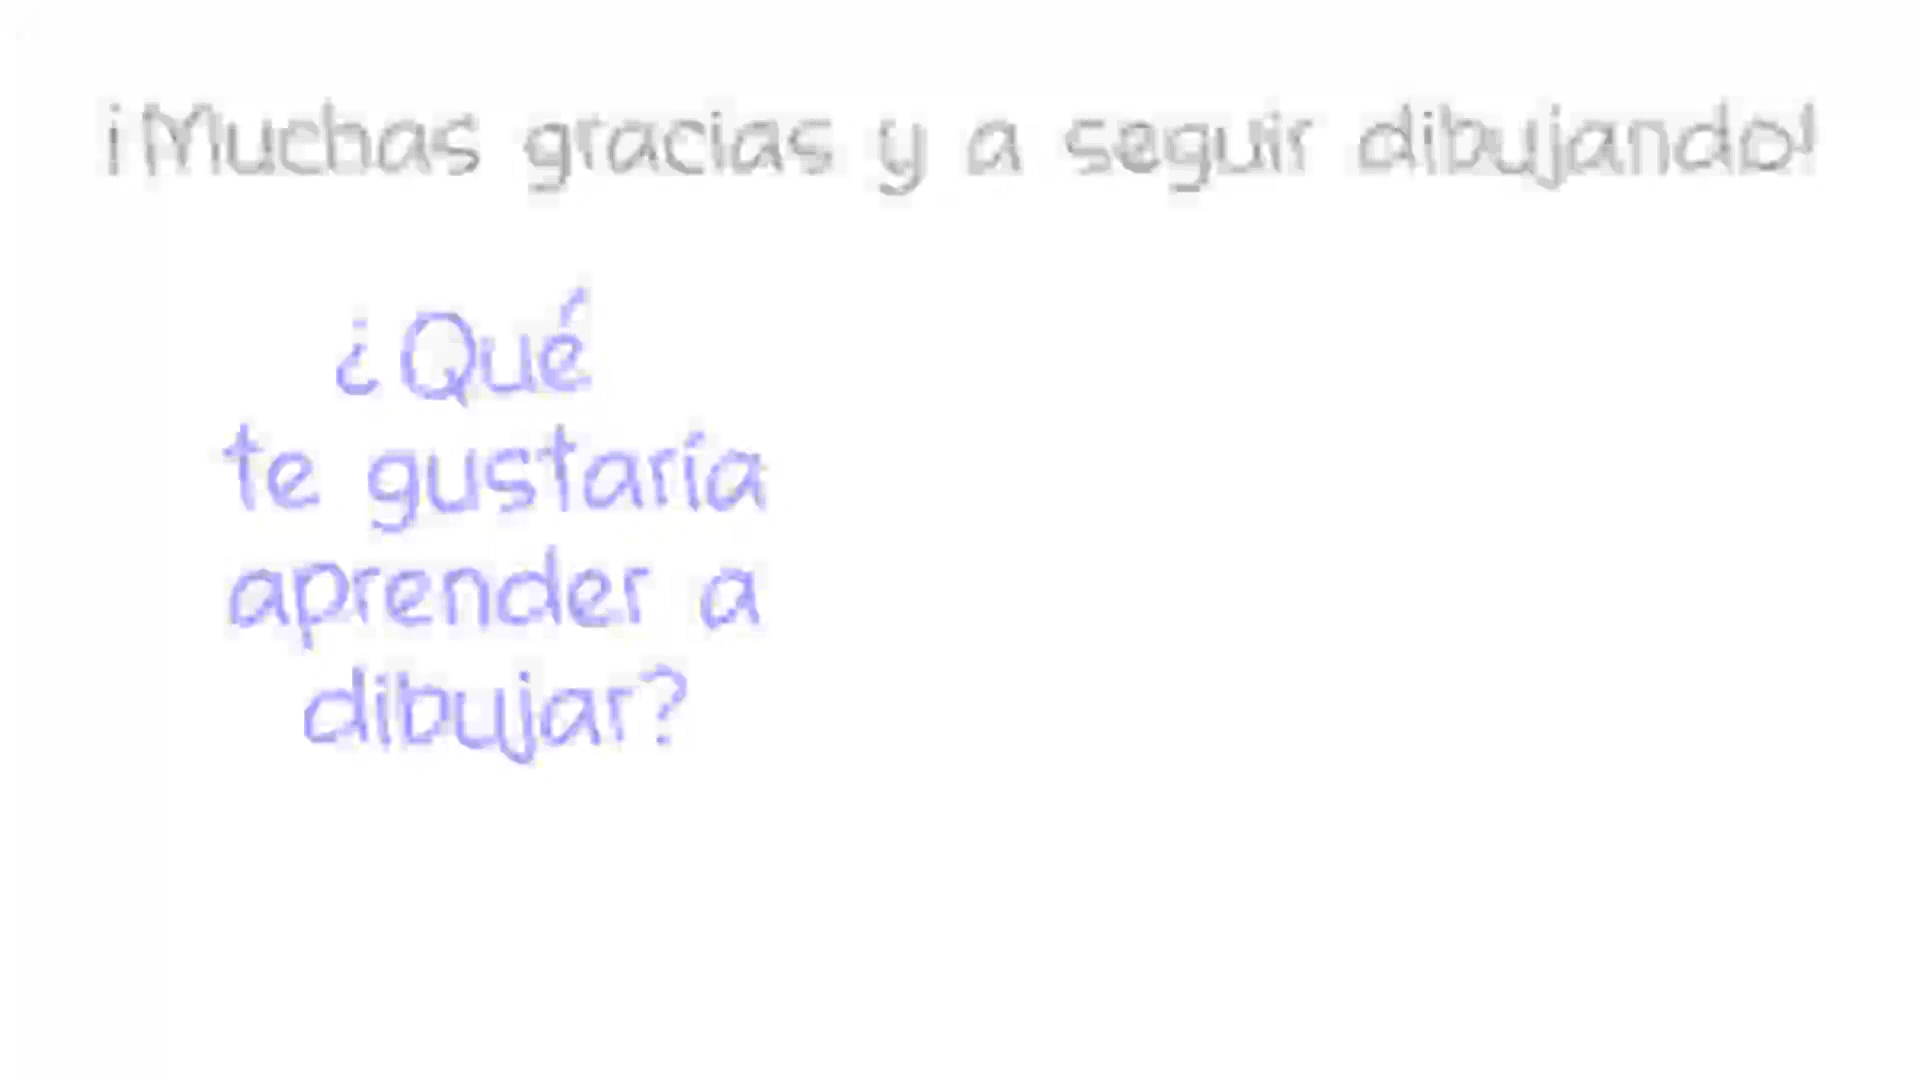 ¡Muchas gracias y a seguir dibujando!
¿Qué
te gustaría
aprender a
dibujar?